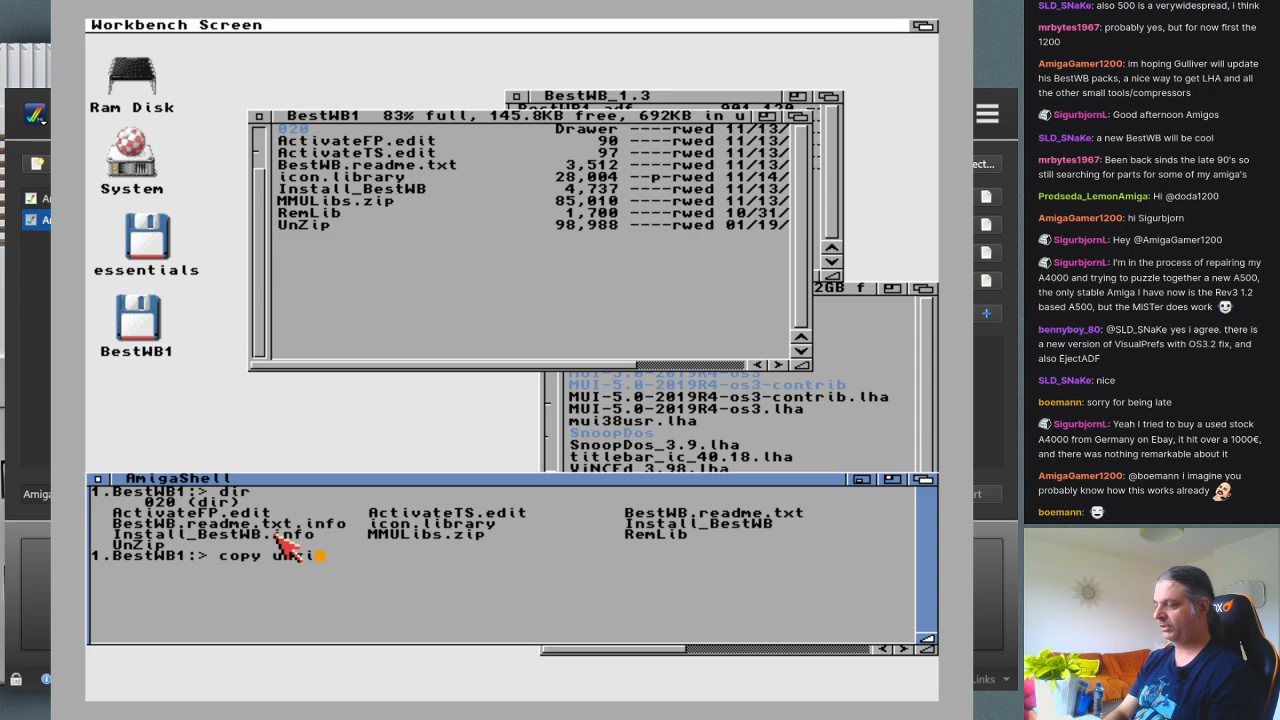 Workbench Screen
Ram Disk
System
essentials
BestWB1
BestWB_1.3
BestWB1 83% full, 145.8KB free, 692KB in u
020 Drawer ----rwed 11/13/
ActivateFP.edit 90 ----rwed 11/13/
ActivateTS.edit 97 ----rwed 11/13/
BestWB.readme.txt 3,512 ----rwed 11/13/
icon.library 28,004 --p-rwed 11/14/
Install_BestWB 4,737 ----rwed 11/13/
MMULibs.zip 85,010 ----rwed 11/13/
RemLib 1,700 ----rwed 10/31/
UnZip 98,988 ----rwed 01/19/
2GB f
MUI-5.0-2019R4-os3
MUI-5.0-2019R4-os3-contrib
MUI-5.0-2019R4-os3-contrib.lha
MUI-5.0-2019R4-os3.lha
mui38usr.lha
SnoopDos
SnoopDos_3.9.lha
titlebar_ic_40.18.lha
ViNCEd_3.98.lha
AmigaShell
1.BestWB1:> dir
020 (dir)
ActivateFP.edit ActivateTS.edit BestWB.readme.txt
BestWB.readme.txt.info icon.library Install_BestWB
Install_BestWB.info MMULibs.zip RemLib
UnZip
1.BestWB1:> copy unzi
Amiga
ect...
Links
SLD_SNaKe: also 500 is a verywidespread, i think
mrbytes1967: probably yes, but for now first the
1200
AmigaGamer1200: im hoping Gulliver will update
his BestWB packs, a nice way to get LHA and all
the other small tools/compressors
SigurbjornL: Good afternoon Amigos
SLD_SNaKe: a new BestWB will be cool
mrbytes1967: Been back sinds the late 90's so
still searching for parts for some of my amiga's
Predseda_LemonAmiga: Hi @doda1200
AmigaGamer1200: hi Sigurbjorn
SigurbjornL: Hey @AmigaGamer1200
SigurbjornL: I'm in the process of repairing my
A4000 and trying to puzzle together a new A500,
the only stable Amiga I have now is the Rev3 1.2
based A500, but the MiSTer does work
bennyboy_80: @SLD_SNaKe yes i agree. there is
a new version of VisualPrefs with OS3.2 fix, and
also EjectADF
SLD_SNaKe: nice
boemann: sorry for being late
SigurbjornL: Yeah I tried to buy a used stock
A4000 from Germany on Ebay, it hit over a 1000€,
and there was nothing remarkable about it
AmigaGamer1200: @boemann i imagine you
probably know how this works already
boemann: